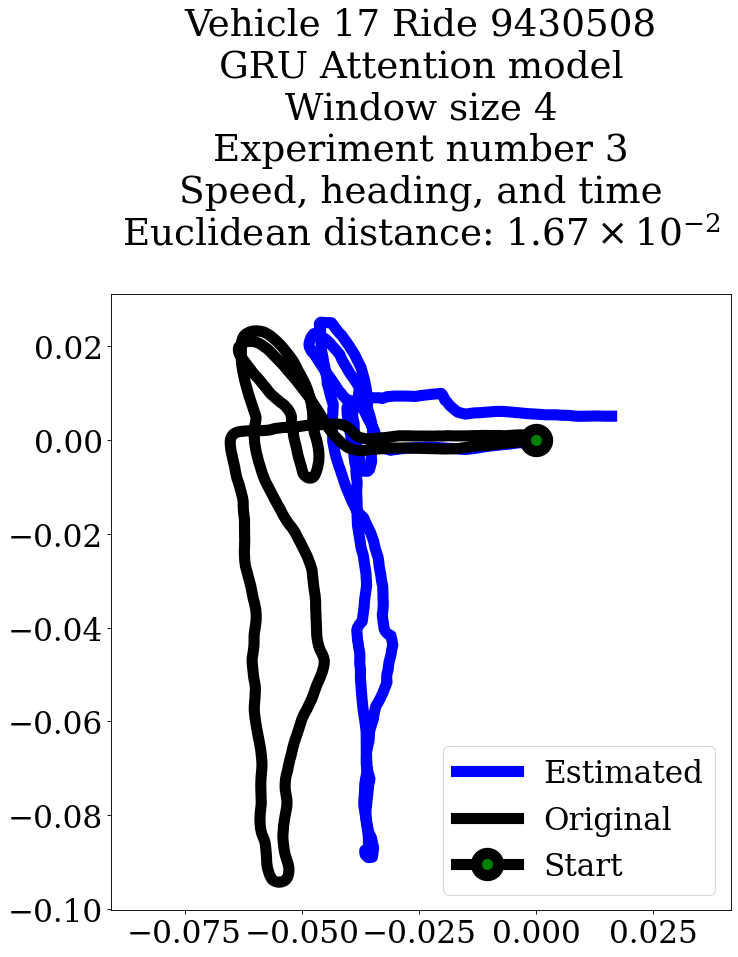 Vehicle 17 Ride 9430508
GRU Attention model
Window size 4
Experiment number 3
Speed, heading, and time
Euclidean distance: 1.67 × 10⁻²
0.02
0.00
−0.02
−0.04
−0.06
−0.08
−0.10
Estimated
Original
Start
−0.075 −0.050 −0.025 0.000 0.025